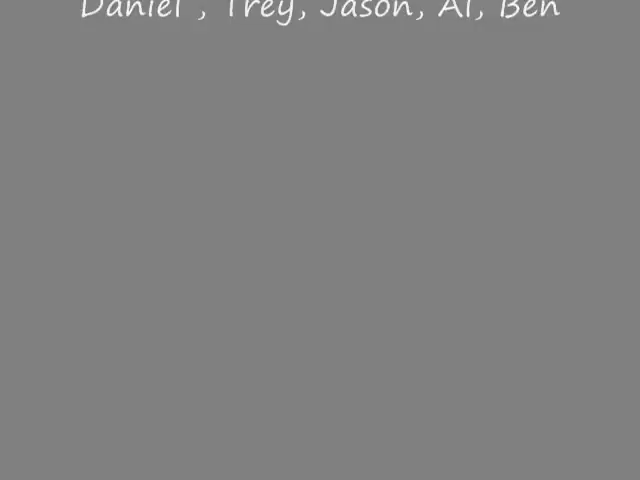 Daniel , Trey, Jason, Al, Ben